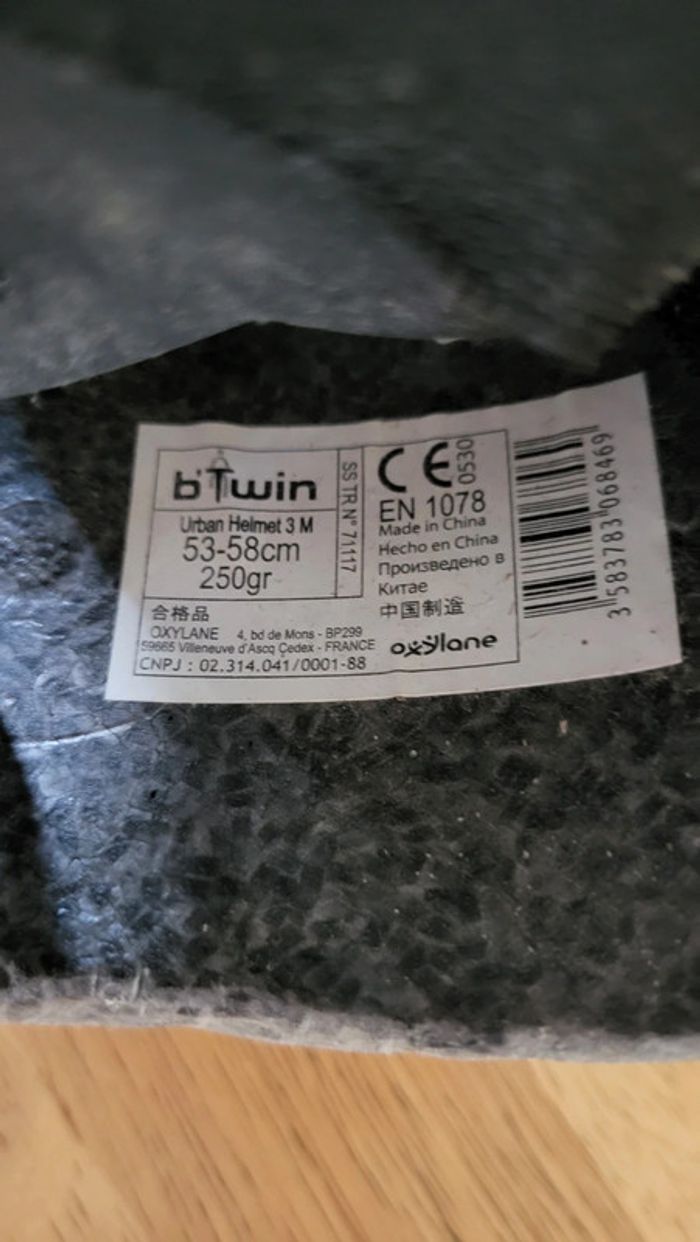 b'Twin
Urban Helmet 3 M
53-58cm
250gr
SS TR N° 71117
CE 0530
EN 1078
Made in China
Hecho en China
Произведено в
Китае
中国制造
合格品
OXYLANE 4, bd de Mons - BP299
59665 Villeneuve d'Ascq Çedex - FRANCE
CNPJ : 02.314.041/0001-88
oxylane
3 583783 068469